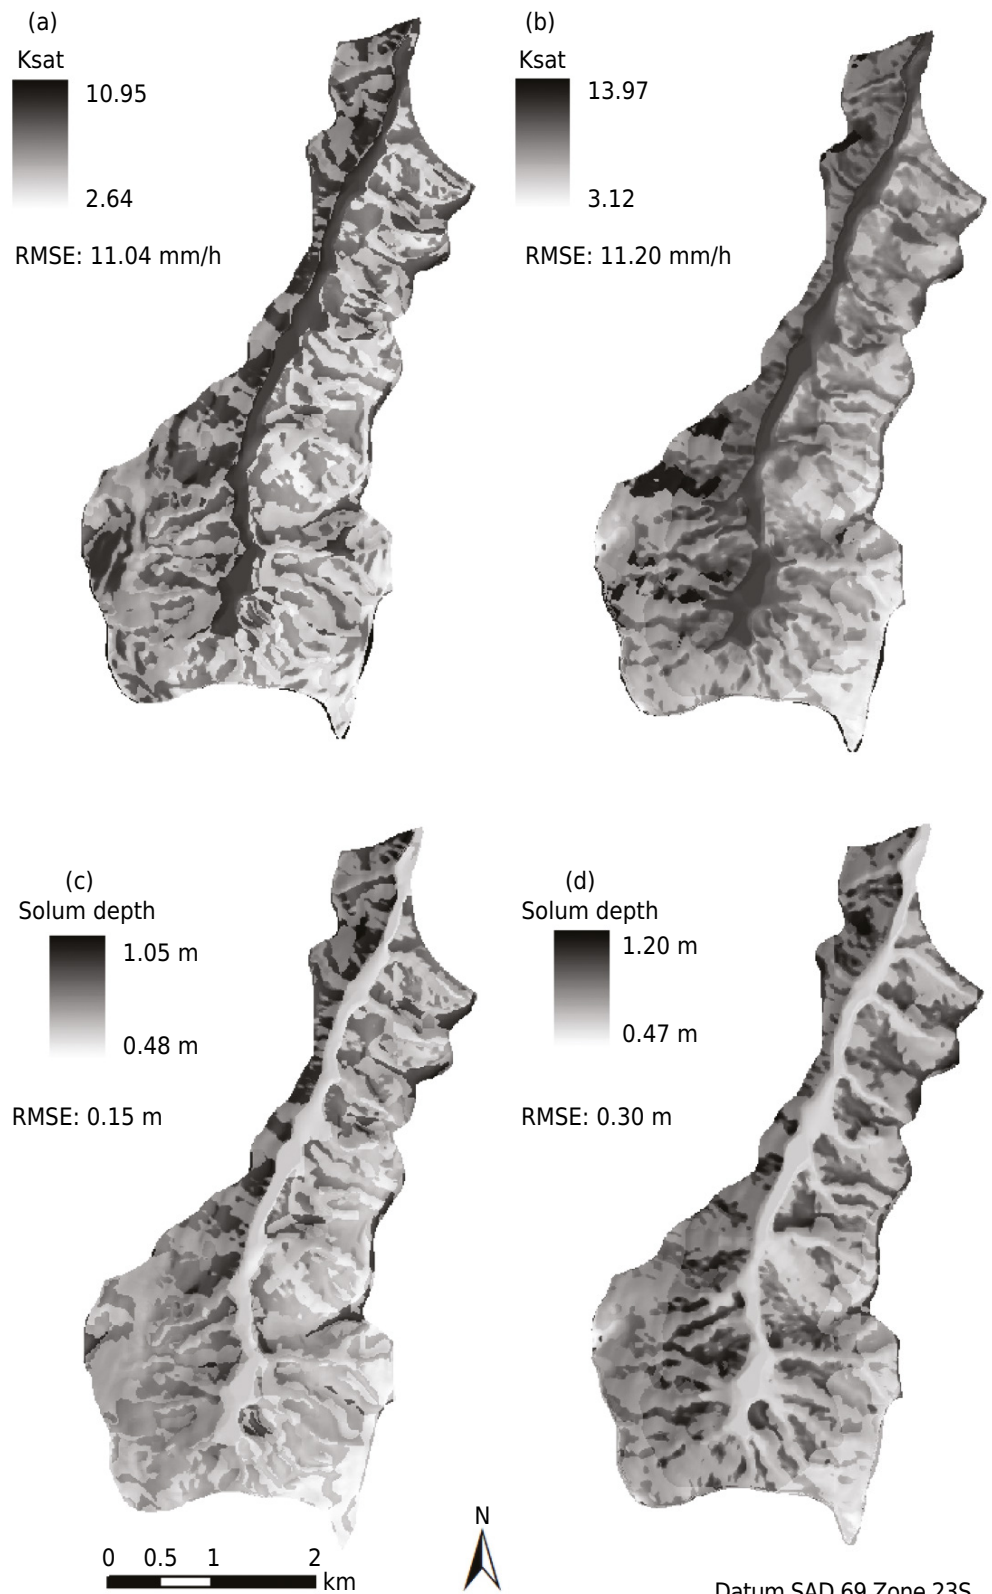 (a)
Ksat
10.95
2.64
RMSE: 11.04 mm/h
(b)
Ksat
13.97
3.12
RMSE: 11.20 mm/h
(c)
Solum depth
1.05 m
0.48 m
RMSE: 0.15 m
(d)
Solum depth
1.20 m
0.47 m
RMSE: 0.30 m
0 0.5 1 2
km
N
Datum SAD 69 Zone 23S